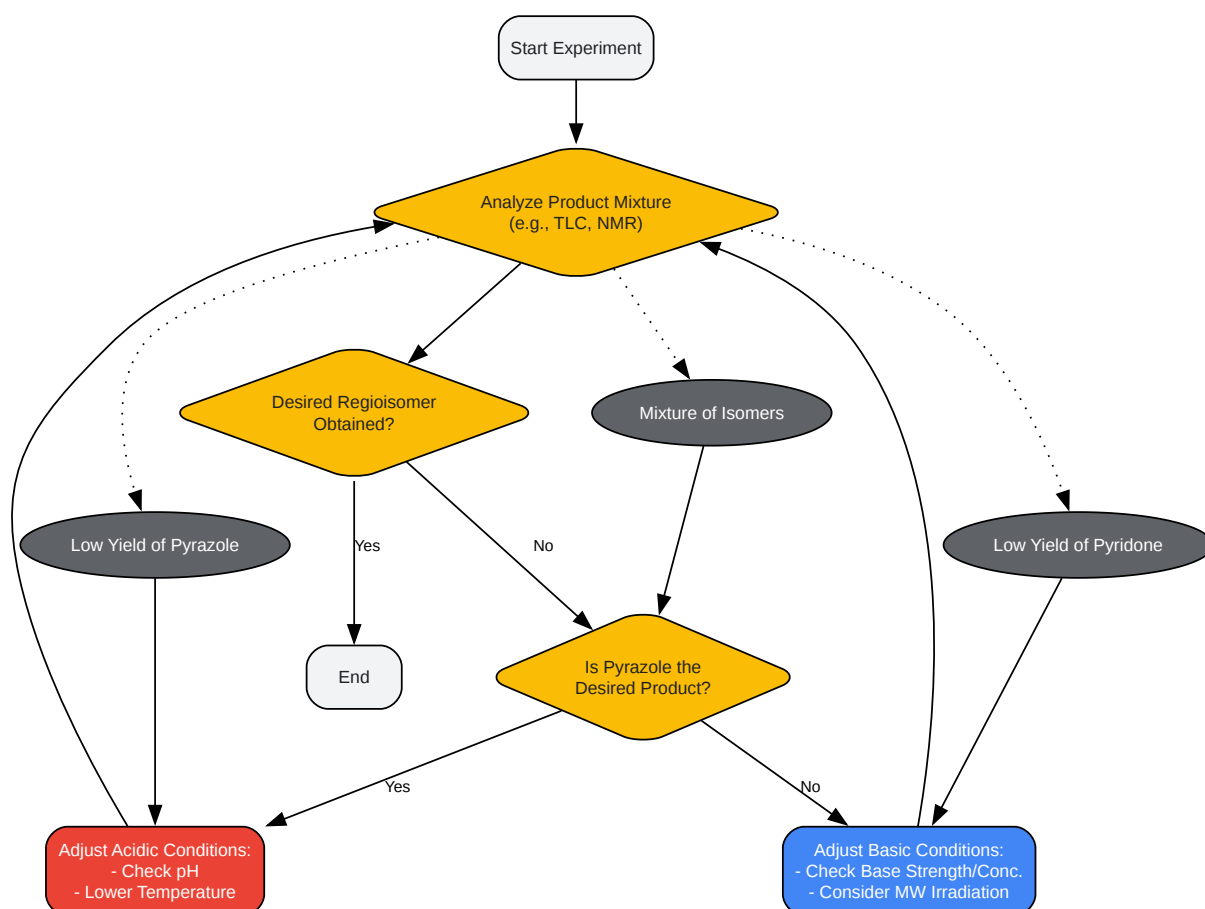 Start Experiment
Analyze Product Mixture
(e.g., TLC, NMR)
Desired Regioisomer
Obtained?
Mixture of Isomers
Low Yield of Pyrazole
Yes
No
Low Yield of Pyridone
End
Is Pyrazole the
Desired Product?
Yes
No
Adjust Acidic Conditions:
- Check pH
- Lower Temperature
Adjust Basic Conditions:
- Check Base Strength/Conc.
- Consider MW Irradiation